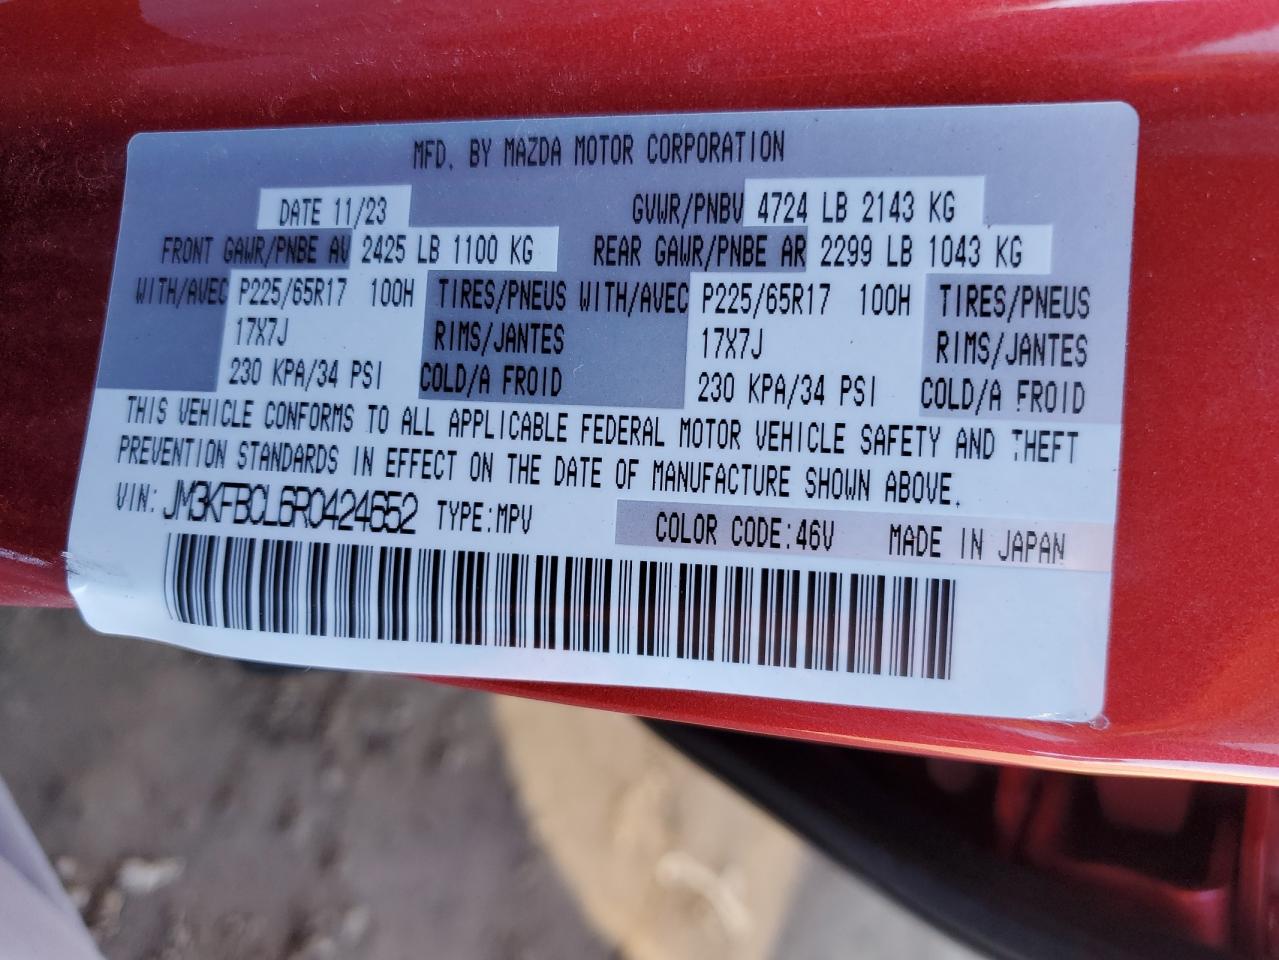 MFD. BY MAZDA MOTOR CORPORATION
DATE 11/23 GVWR/PNBV 4724 LB 2143 KG
FRONT GAWR/PNBE AV 2425 LB 1100 KG REAR GAWR/PNBE AR 2299 LB 1043 KG
WITH/AVEC P225/65R17 100H TIRES/PNEUS WITH/AVEC P225/65R17 100H TIRES/PNEUS
17X7J RIMS/JANTES 17X7J RIMS/JANTES
230 KPA/34 PSI COLD/A FROID 230 KPA/34 PSI COLD/A FROID
THIS VEHICLE CONFORMS TO ALL APPLICABLE FEDERAL MOTOR VEHICLE SAFETY AND THEFT
PREVENTION STANDARDS IN EFFECT ON THE DATE OF MANUFACTURE SHOWN ABOVE.
VIN: JM3KFBCL6R0424652 TYPE:MPV COLOR CODE:46V MADE IN JAPAN